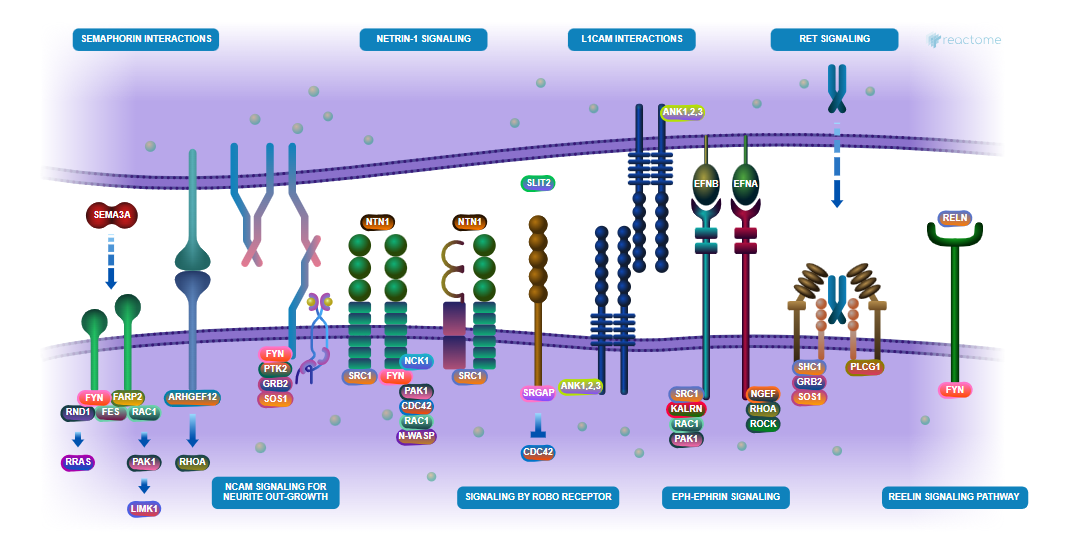 SEMAPHORIN INTERACTIONS
NETRIN-1 SIGNALING
L1CAM INTERACTIONS
RET SIGNALING
reactome
ANK1,2,3
SLIT2
EFNB
EFNA
SEMA3A
NTN1
NTN1
RELN
FYN
PTK2
GRB2
SOS1
SRC1
FYN
NCK1
PAK1
CDC42
RAC1
N-WASP
SRC1
SRGAP
ANK1,2,3
CDC42
SRC1
KALRN
RAC1
PAK1
NGEF
RHOA
ROCK
SHC1
GRB2
SOS1
PLCG1
FYN
FYN
FARP2
RND1
FES
RAC1
ARHGEF12
RRAS
PAK1
RHOA
LIMK1
NCAM SIGNALING FOR
NEURITE OUT-GROWTH
SIGNALING BY ROBO RECEPTOR
EPH-EPHRIN SIGNALING
REELIN SIGNALING PATHWAY